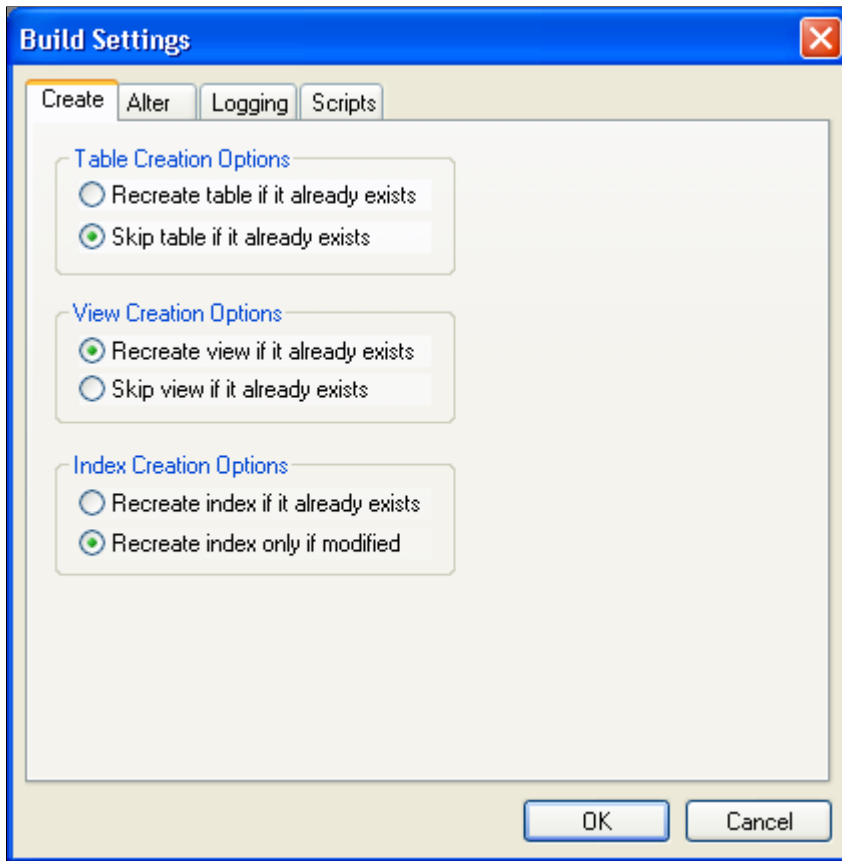 Build Settings
Create Alter Logging Scripts
Table Creation Options
Recreate table if it already exists
Skip table if it already exists
View Creation Options
Recreate view if it already exists
Skip view if it already exists
Index Creation Options
Recreate index if it already exists
Recreate index only if modified
OK Cancel